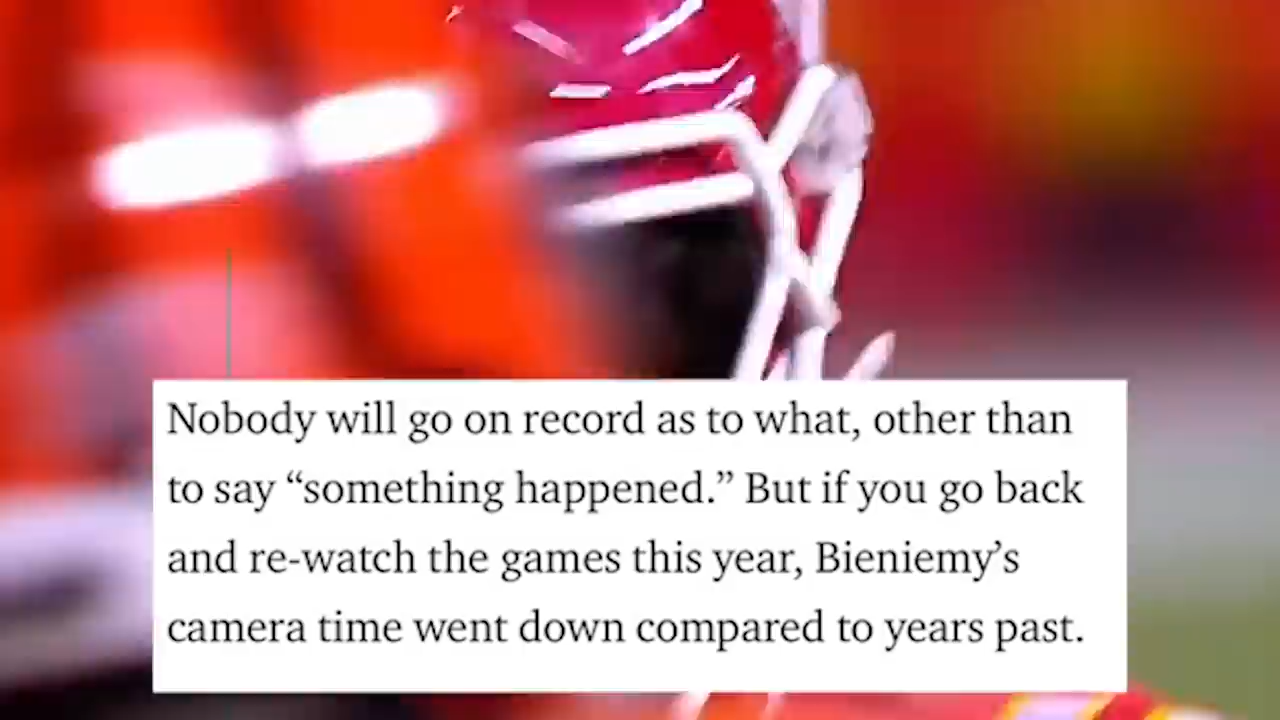 Nobody will go on record as to what, other than
to say “something happened.” But if you go back
and re-watch the games this year, Bieniemy’s
camera time went down compared to years past.